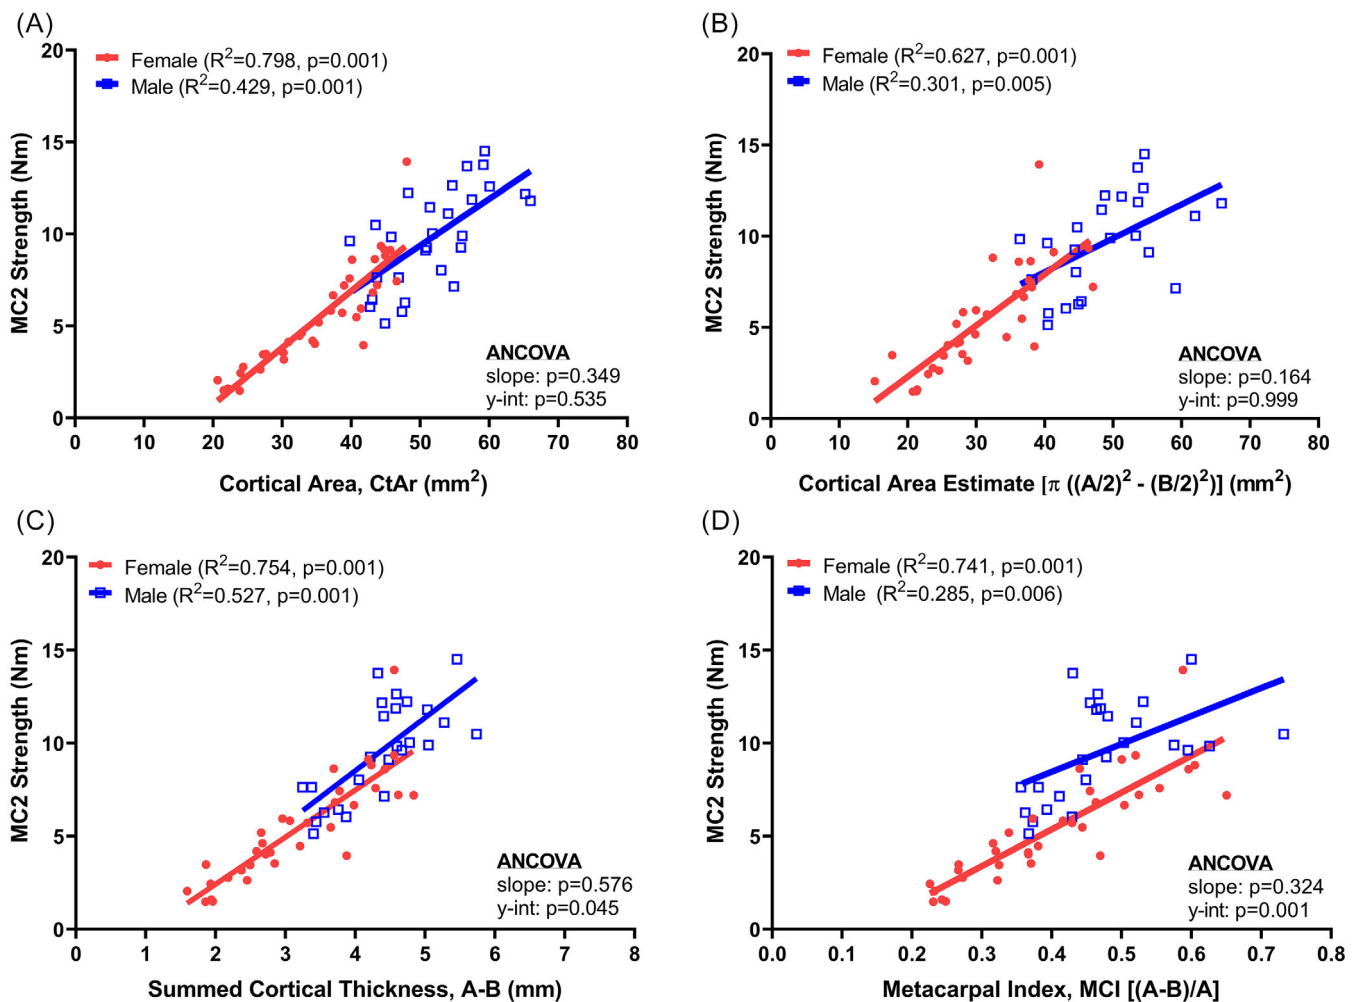 (A)
Female (R²=0.798, p=0.001)
Male (R²=0.429, p=0.001)
MC2 Strength (Nm)
20
15
10
5
0
ANCOVA
slope: p=0.349
y-int: p=0.535
0 10 20 30 40 50 60 70 80
Cortical Area, CtAr (mm²)
(B)
Female (R²=0.627, p=0.001)
Male (R²=0.301, p=0.005)
MC2 Strength (Nm)
20
15
10
5
0
ANCOVA
slope: p=0.164
y-int: p=0.999
0 10 20 30 40 50 60 70 80
Cortical Area Estimate [π ((A/2)² - (B/2)²)] (mm²)
(C)
Female (R²=0.754, p=0.001)
Male (R²=0.527, p=0.001)
MC2 Strength (Nm)
20
15
10
5
0
ANCOVA
slope: p=0.576
y-int: p=0.045
0 1 2 3 4 5 6 7 8
Summed Cortical Thickness, A-B (mm)
(D)
Female (R²=0.741, p=0.001)
Male (R²=0.285, p=0.006)
MC2 Strength (Nm)
20
15
10
5
0
ANCOVA
slope: p=0.324
y-int: p=0.001
0.0 0.1 0.2 0.3 0.4 0.5 0.6 0.7 0.8
Metacarpal Index, MCI [(A-B)/A]